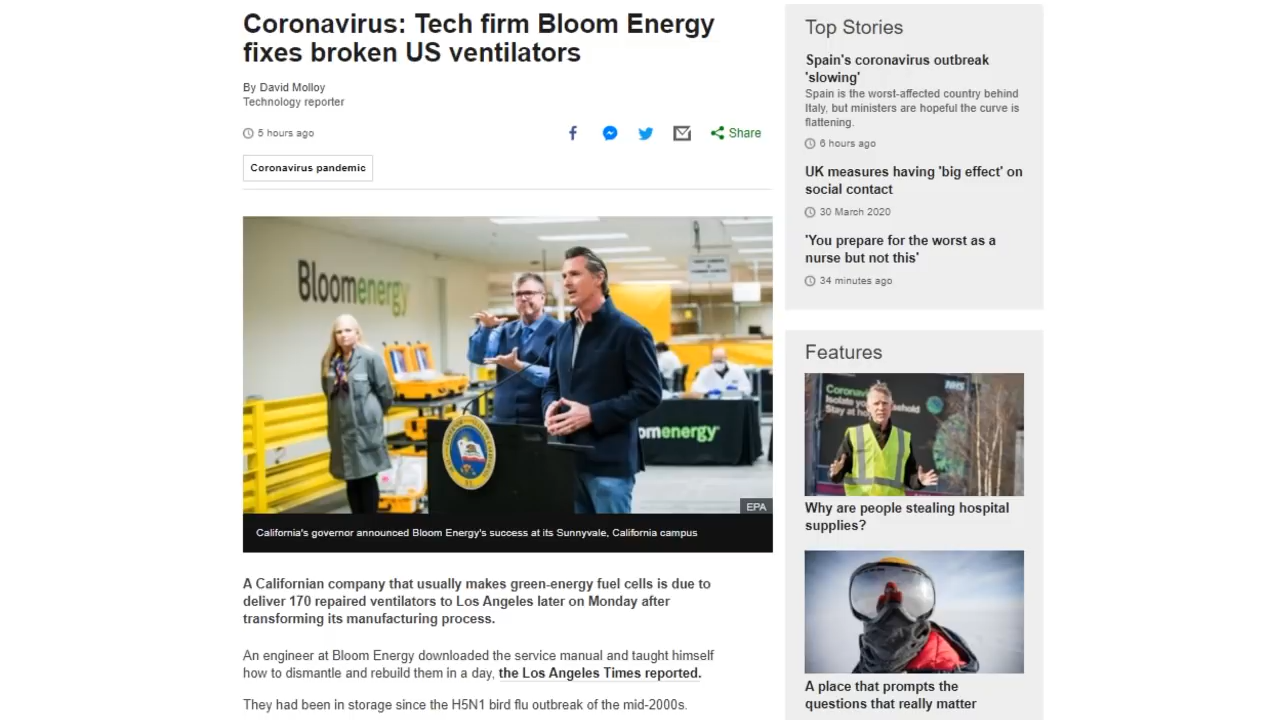 Coronavirus: Tech firm Bloom Energy
fixes broken US ventilators
By David Molloy
Technology reporter
5 hours ago
Share
Coronavirus pandemic
Bloomenergy
omenergy
EPA
California's governor announced Bloom Energy's success at its Sunnyvale, California campus
A Californian company that usually makes green-energy fuel cells is due to
deliver 170 repaired ventilators to Los Angeles later on Monday after
transforming its manufacturing process.
An engineer at Bloom Energy downloaded the service manual and taught himself
how to dismantle and rebuild them in a day, the Los Angeles Times reported.
They had been in storage since the H5N1 bird flu outbreak of the mid-2000s.
Top Stories
Spain's coronavirus outbreak
'slowing'
Spain is the worst-affected country behind
Italy, but ministers are hopeful the curve is
flattening.
6 hours ago
UK measures having 'big effect' on
social contact
30 March 2020
'You prepare for the worst as a
nurse but not this'
34 minutes ago
Features
Coronavi
NHS
Isolate your household
Stay at ho
Why are people stealing hospital
supplies?
A place that prompts the
questions that really matter